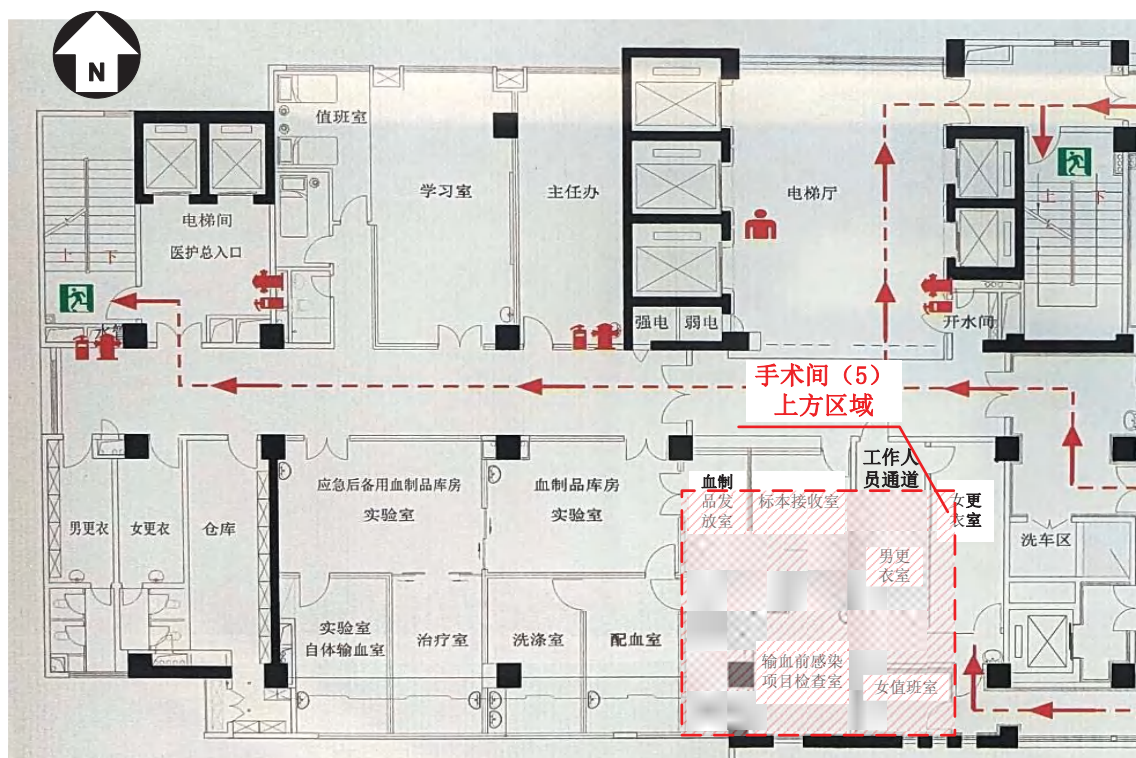 N
值班室
学习室
主任办
电梯厅
上
下
电梯间
医护总入口
上
下
水管
强电
弱电
开水间
手术间（5）
上方区域
血制
品发
放室
标本接收室
工作人
员通道
女更
衣室
应急后备用血制品库房
实验室
血制品库房
实验室
男更衣
女更衣
仓库
洗车区
男更
衣室
实验室
自体输血室
治疗室
洗涤室
配血室
输血前感染
项目检查室
女值班室